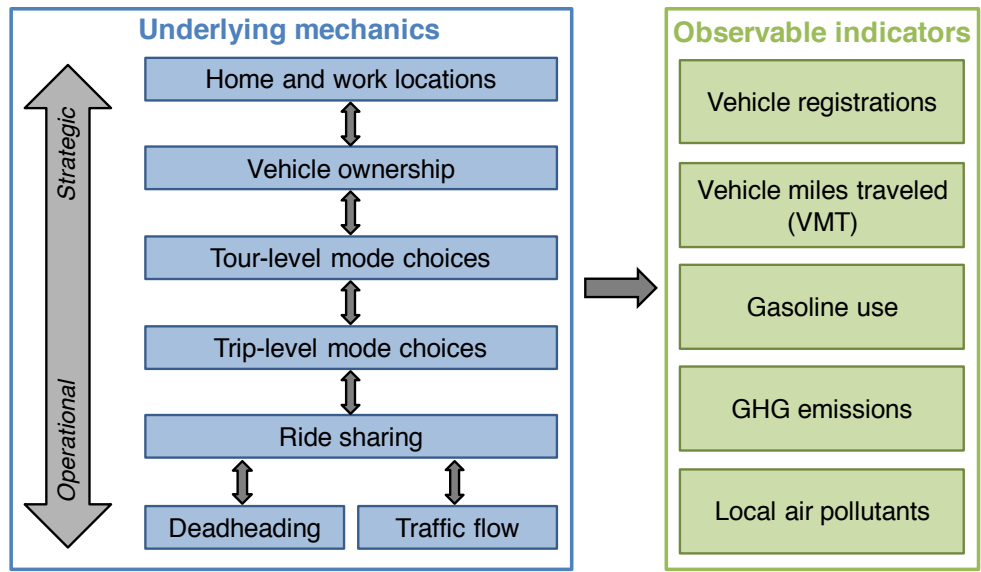 Underlying mechanics
Strategic
Operational
Home and work locations
Vehicle ownership
Tour-level mode choices
Trip-level mode choices
Ride sharing
Deadheading
Traffic flow
Observable indicators
Vehicle registrations
Vehicle miles traveled
(VMT)
Gasoline use
GHG emissions
Local air pollutants